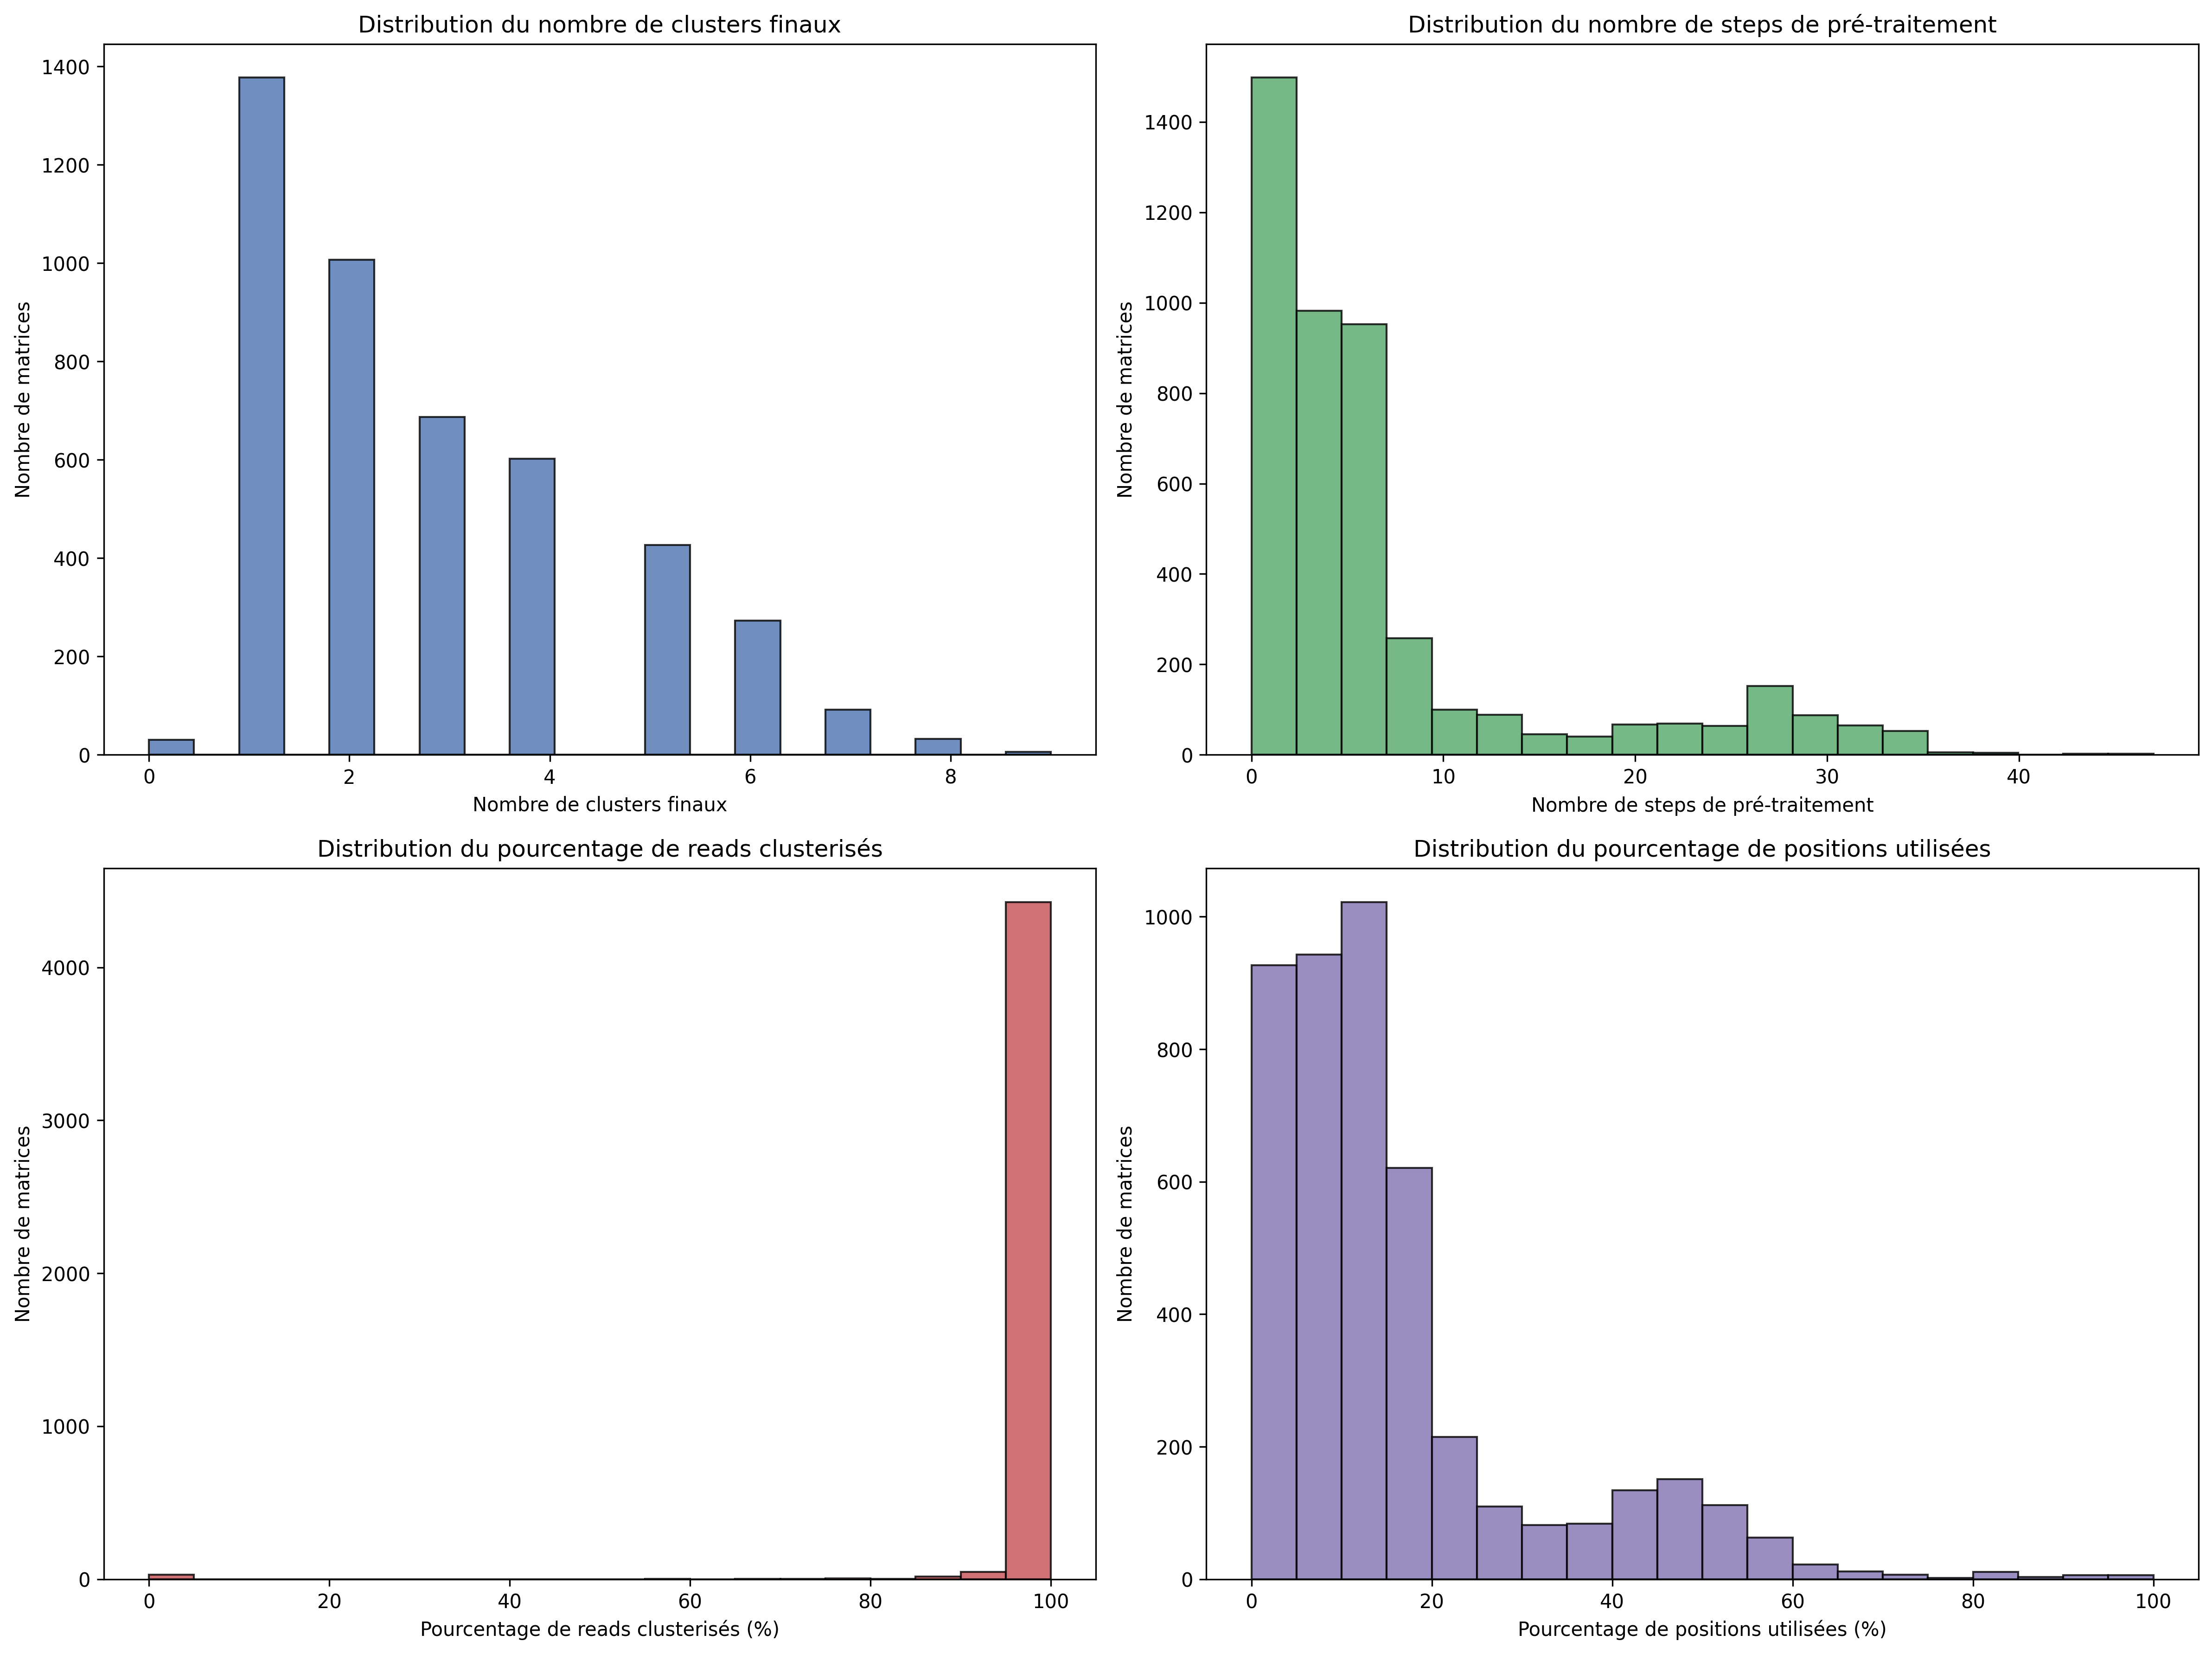 Distribution du nombre de clusters finaux
Nombre de matrices
1400
1200
1000
800
600
400
200
0
0 2 4 6 8
Nombre de clusters finaux
Distribution du nombre de steps de pré-traitement
Nombre de matrices
1400
1200
1000
800
600
400
200
0
0 10 20 30 40
Nombre de steps de pré-traitement
Distribution du pourcentage de reads clusterisés
Nombre de matrices
4000
3000
2000
1000
0
0 20 40 60 80 100
Pourcentage de reads clusterisés (%)
Distribution du pourcentage de positions utilisées
Nombre de matrices
1000
800
600
400
200
0
0 20 40 60 80 100
Pourcentage de positions utilisées (%)